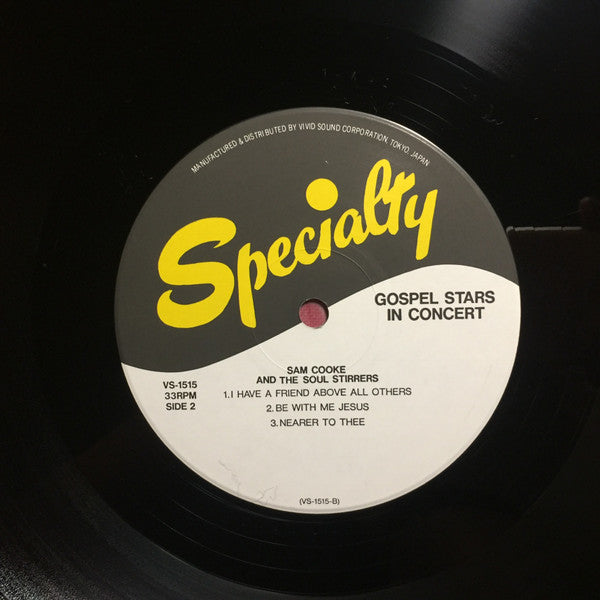 MANUFACTURED & DISTRIBUTED BY VIVID SOUND CORPORATION, TOKYO, JAPAN
Specialty
GOSPEL STARS
IN CONCERT
SAM COOKE
AND THE SOUL STIRRERS
VS-1515
33RPM
SIDE 2
1.I HAVE A FRIEND ABOVE ALL OTHERS
2.BE WITH ME JESUS
3.NEARER TO THEE
(VS-1515-B)